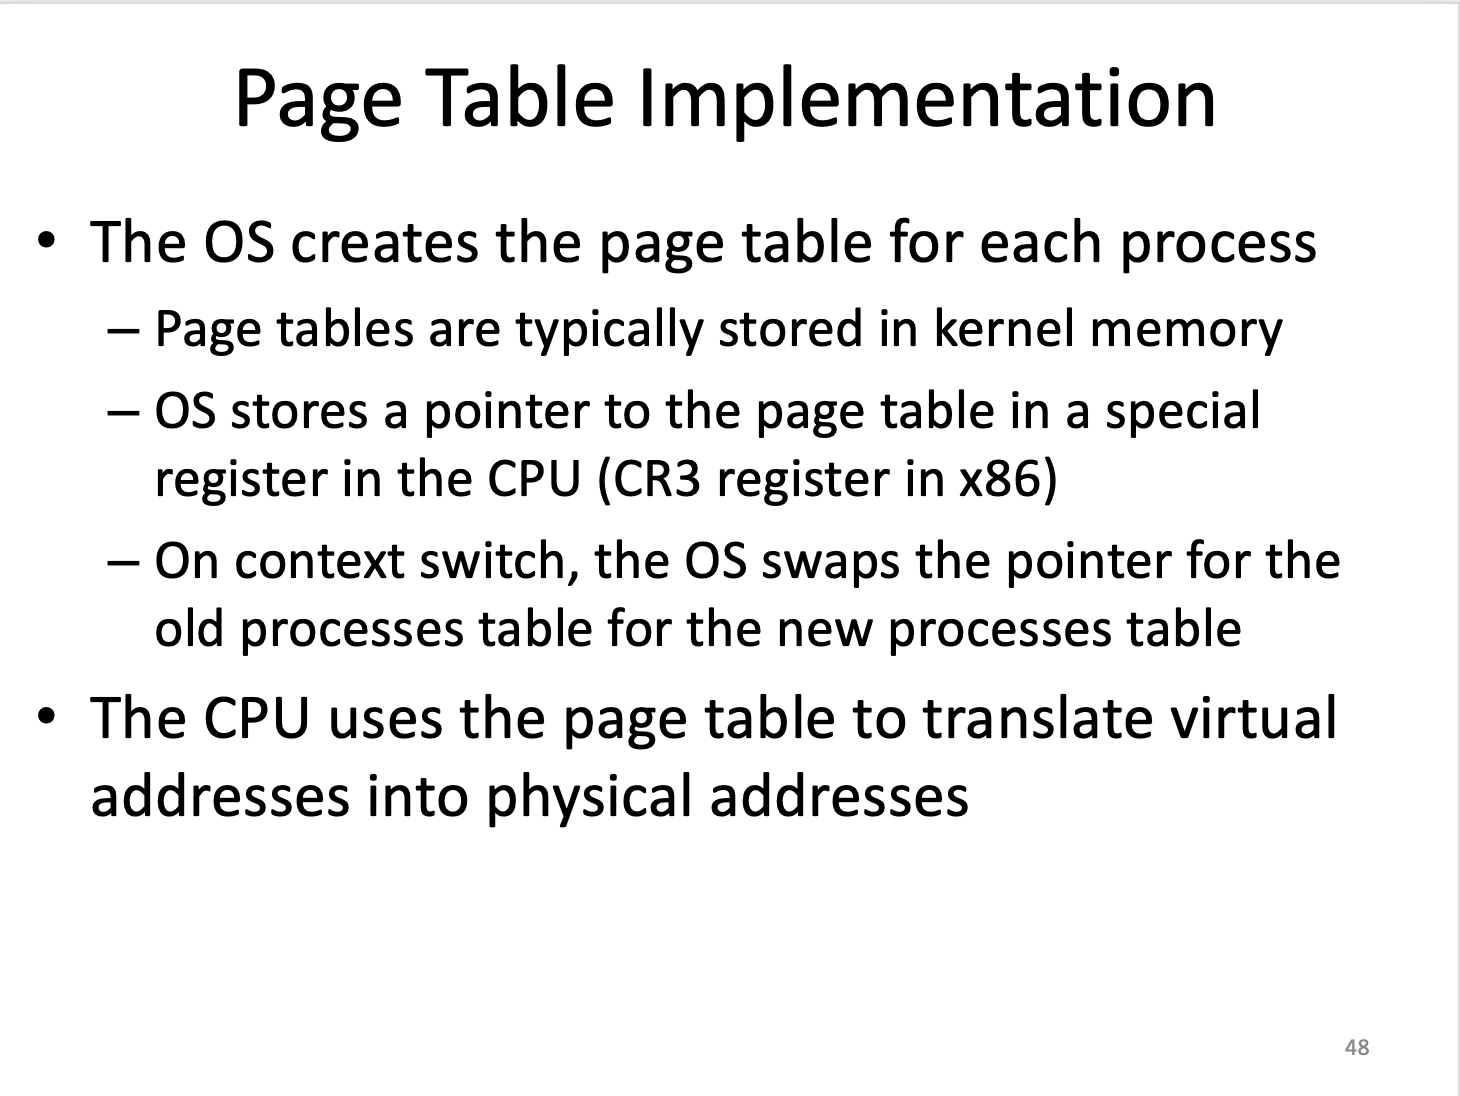 Page Table Implementation
• The OS creates the page table for each process
– Page tables are typically stored in kernel memory
– OS stores a pointer to the page table in a special
register in the CPU (CR3 register in x86)
– On context switch, the OS swaps the pointer for the
old processes table for the new processes table
• The CPU uses the page table to translate virtual
addresses into physical addresses
48